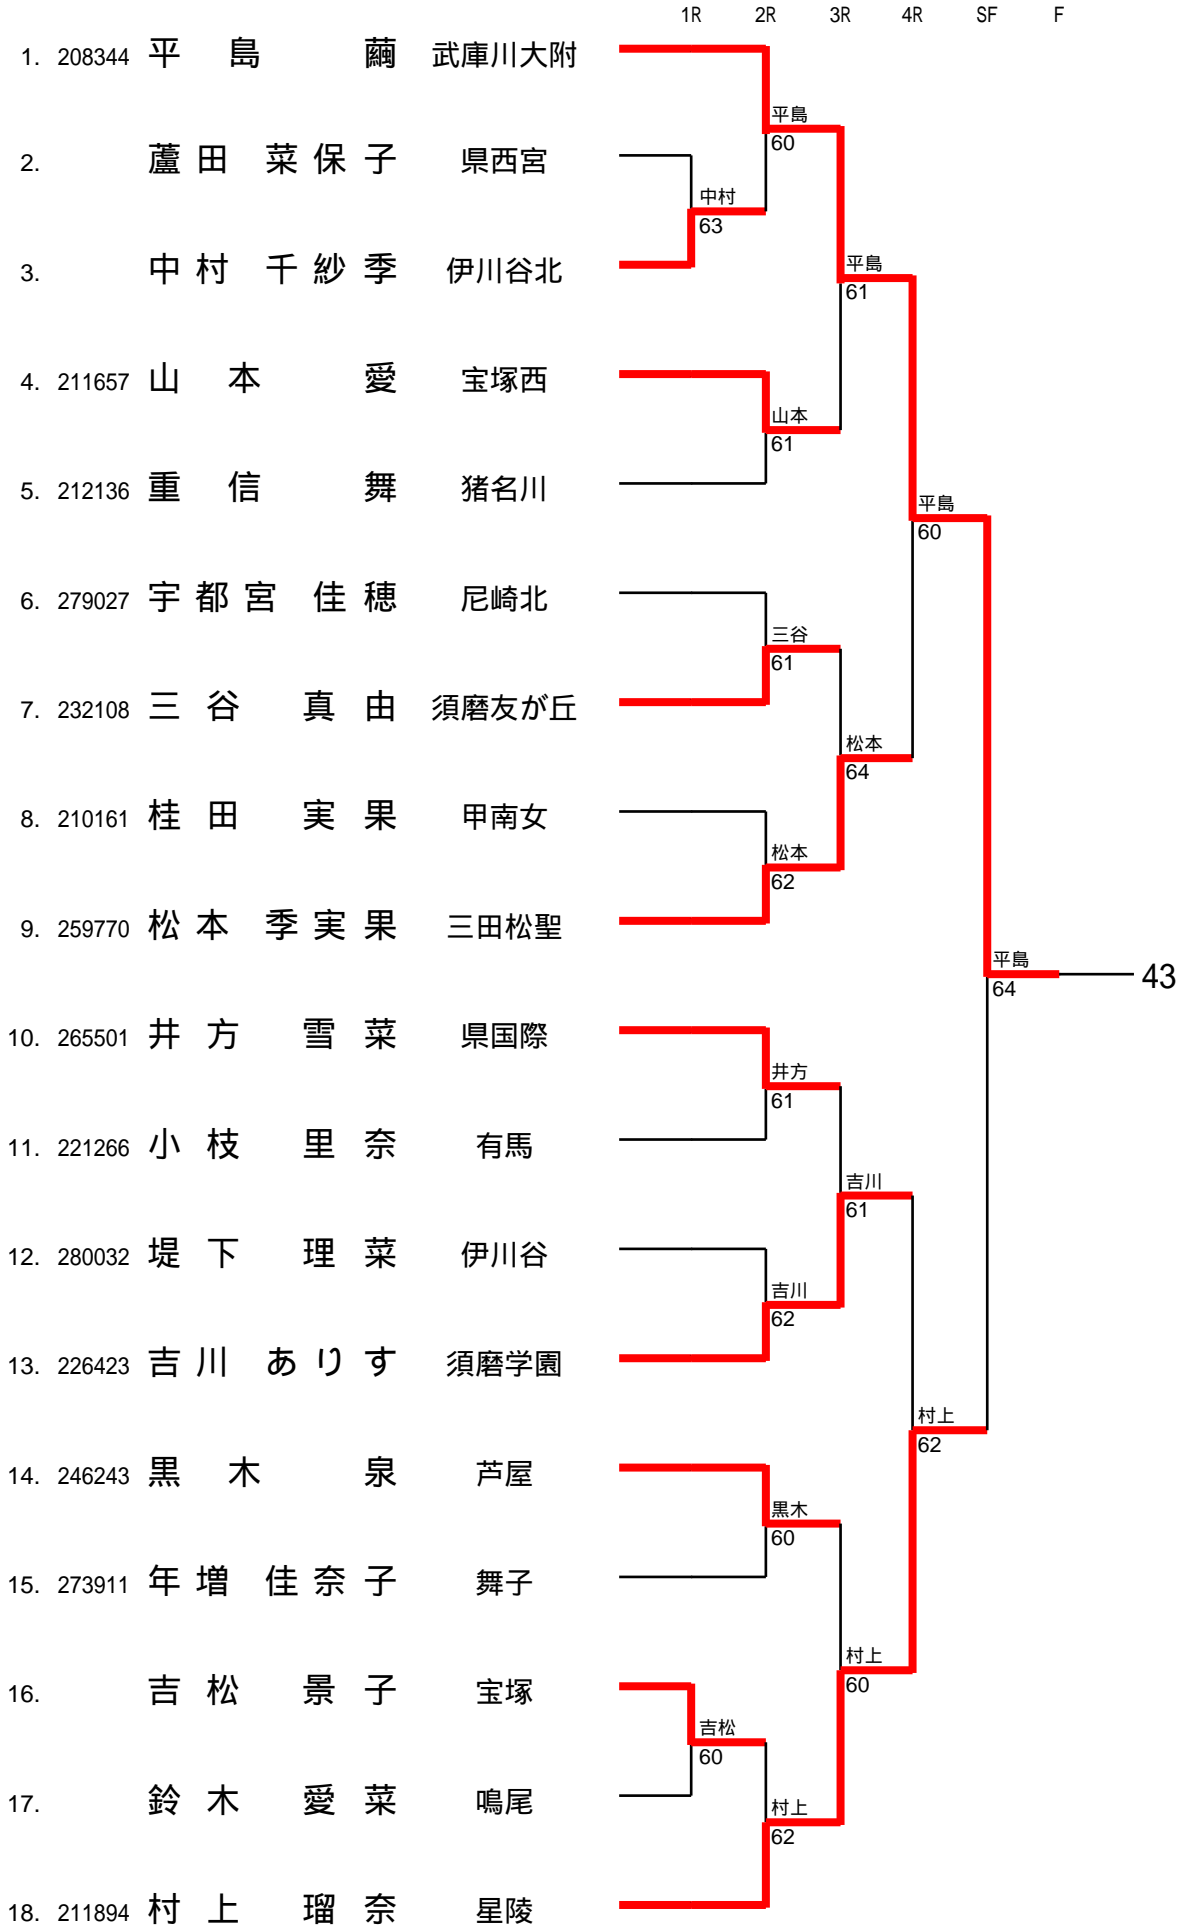 1R 2R 3R 4R SF F
1. 208344 平島 繭 武庫川大附
平島
60
2. 蘆田 菜保子 県西宮
中村
63
3. 中村 千紗季 伊川谷北
平島
61
4. 211657 山本 愛 宝塚西
山本
61
5. 212136 重信 舞 猪名川
平島
60
6. 279027 宇都宮 佳穂 尼崎北
三谷
61
7. 232108 三谷 真由 須磨友が丘
松本
64
8. 210161 桂田 実果 甲南女
松本
62
9. 259770 松本 季実果 三田松聖
平島
64
43
10. 265501 井方 雪菜 県国際
井方
61
11. 221266 小枝 里奈 有馬
吉川
61
12. 280032 堤下 理菜 伊川谷
吉川
62
13. 226423 吉川 ありす 須磨学園
村上
62
14. 246243 黒木 泉 芦屋
黒木
60
15. 273911 年増 佳奈子 舞子
村上
60
16. 吉松 景子 宝塚
吉松
60
17. 鈴木 愛菜 鳴尾
村上
62
18. 211894 村上 瑠奈 星陵